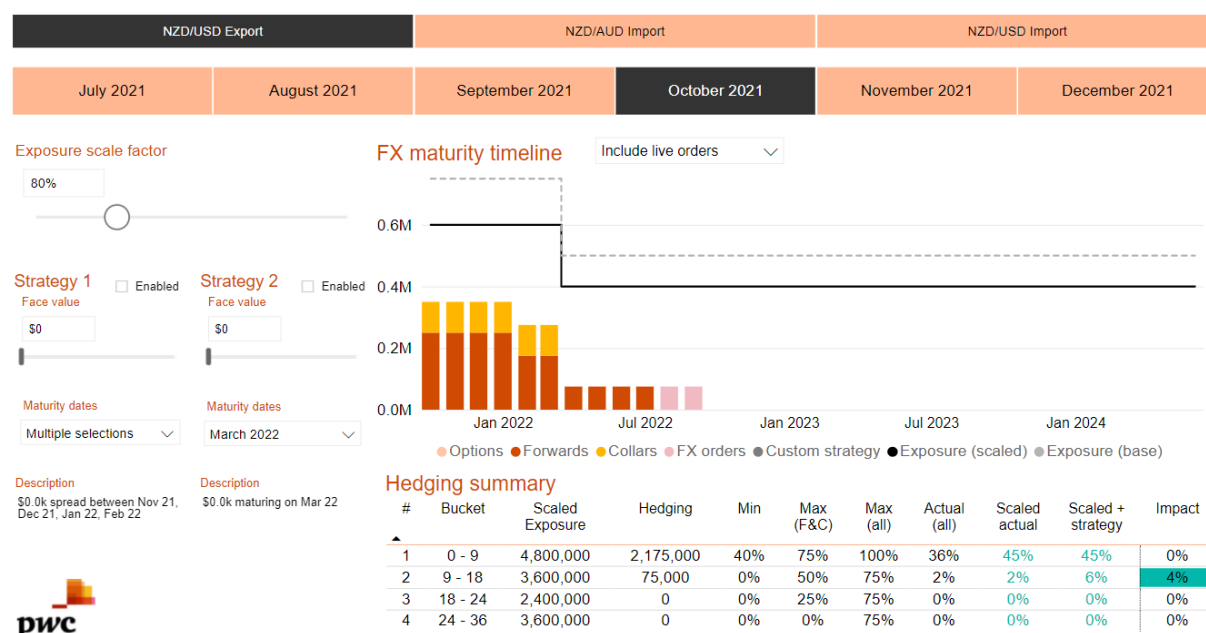 NZD/USD Export NZD/AUD Import NZD/USD Import
July 2021 August 2021 September 2021 October 2021 November 2021 December 2021
Exposure scale factor
80%
FX maturity timeline Include live orders
0.6M
0.4M
0.2M
0.0M
Jan 2022 Jul 2022 Jan 2023 Jul 2023 Jan 2024
Options Forwards Collars FX orders Custom strategy Exposure (scaled) Exposure (base)
Strategy 1 Enabled Strategy 2 Enabled
Face value Face value
$0 $0
Maturity dates Maturity dates
Multiple selections March 2022
Description Description
$0.0k spread between Nov 21, $0.0k maturing on Mar 22
Dec 21, Jan 22, Feb 22
Hedging summary
# Bucket Scaled Hedging Min Max Max Actual Scaled Scaled + Impact
Exposure (F&C) (all) (all) actual strategy
1 0 - 9 4,800,000 2,175,000 40% 75% 100% 36% 45% 45% 0%
2 9 - 18 3,600,000 75,000 0% 50% 75% 2% 2% 6% 4%
3 18 - 24 2,400,000 0 0% 25% 75% 0% 0% 0% 0%
4 24 - 36 3,600,000 0 0% 0% 75% 0% 0% 0% 0%
pwc